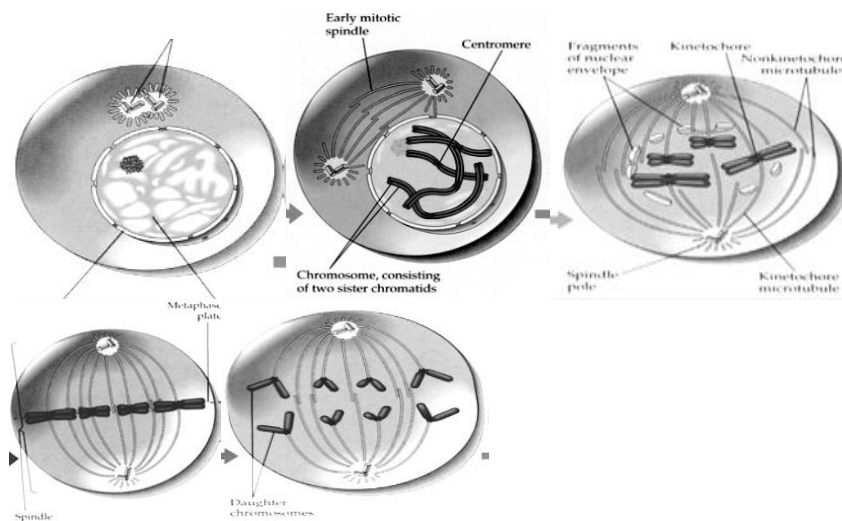 Early mitotic
spindle
Centromere
Chromosome, consisting
of two sister chromatids
Fragments
of nuclear
envelope
Kinetochore
Nonkinetochore
microtubule
Spindle
pole
Kinetochore
microtubule
Metaphase
plate
Spindle
Daughter
chromosomes